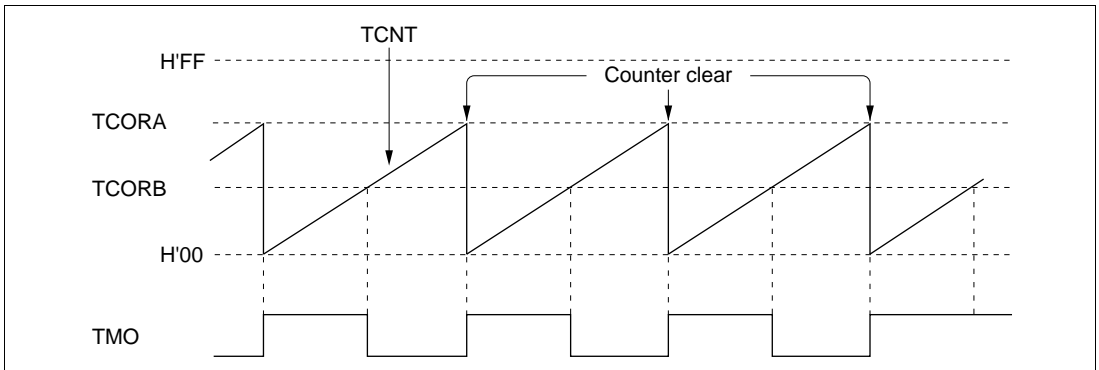 TCNT
H'FF
Counter clear
TCORA
TCORB
H'00
TMO